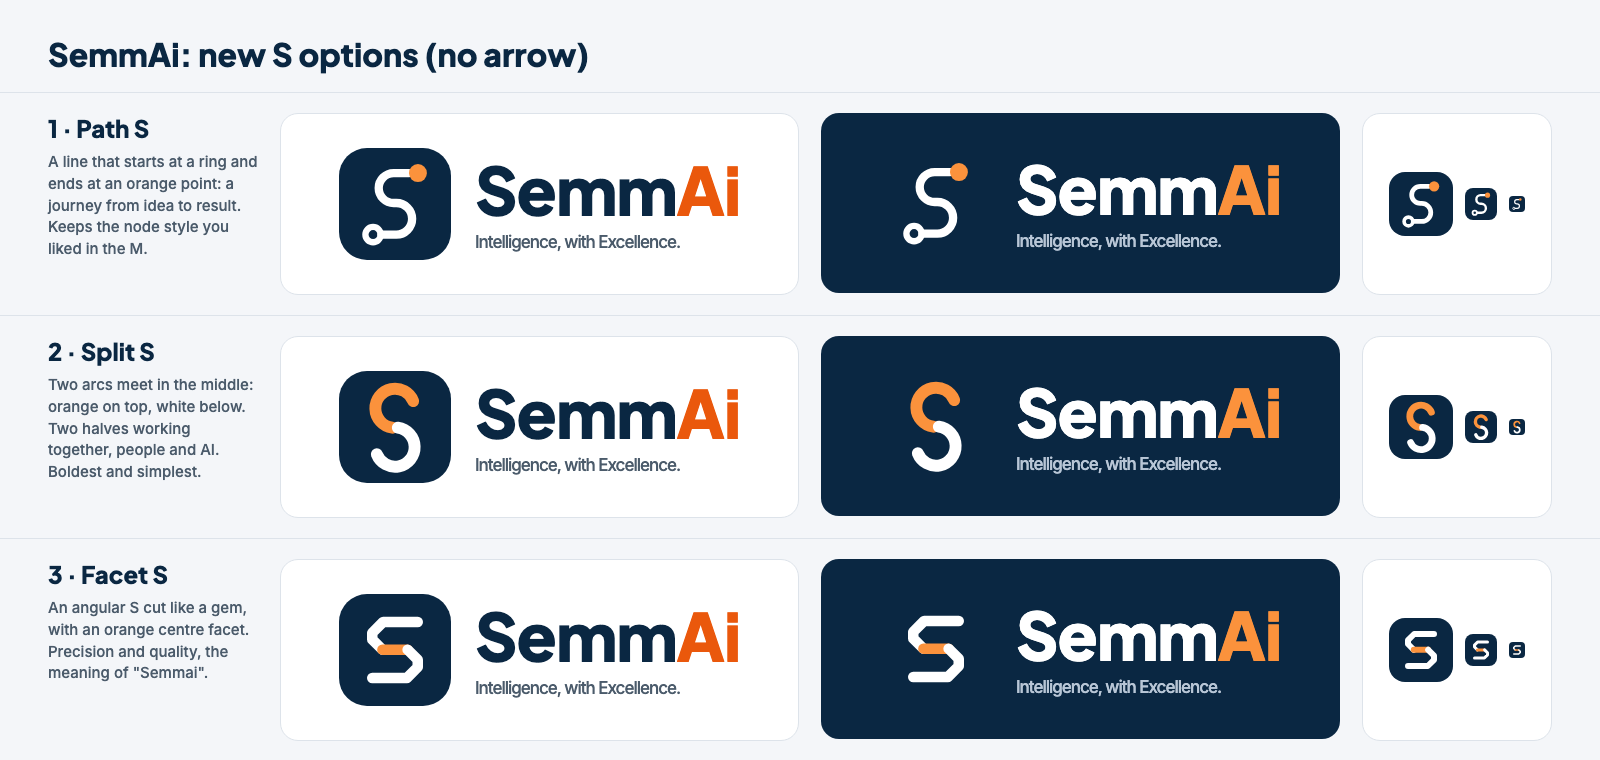 SemmAi: new S options (no arrow)
1 · Path S
A line that starts at a ring and
ends at an orange point: a
journey from idea to result.
Keeps the node style you
liked in the M.
SemmAi
Intelligence, with Excellence.
SemmAi
Intelligence, with Excellence.
2 · Split S
Two arcs meet in the middle:
orange on top, white below.
Two halves working
together, people and AI.
Boldest and simplest.
SemmAi
Intelligence, with Excellence.
SemmAi
Intelligence, with Excellence.
3 · Facet S
An angular S cut like a gem,
with an orange centre facet.
Precision and quality, the
meaning of "Semmai".
SemmAi
Intelligence, with Excellence.
SemmAi
Intelligence, with Excellence.